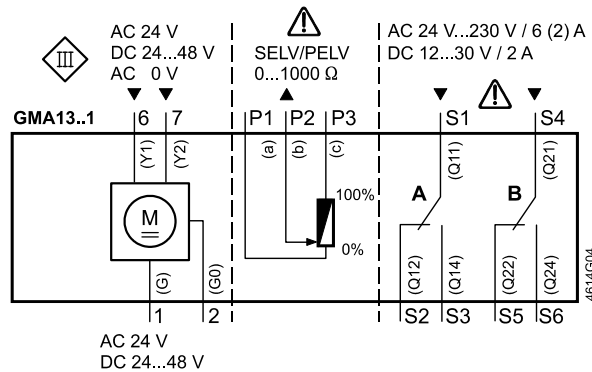 AC 24 V
DC 24...48 V
AC 0 V
III
SELV/PELV
0...1000 Ω
AC 24 V...230 V / 6 (2) A
DC 12...30 V / 2 A
GMA13..1
6
7
P1
P2
P3
S1
S4
(Y1)
(Y2)
(a)
(b)
(c)
(Q11)
(Q21)
100%
A
B
M
0%
(G)
(G0)
(Q12)
(Q14)
(Q22)
(Q24)
4614G04
1
2
S2
S3
S5
S6
AC 24 V
DC 24...48 V